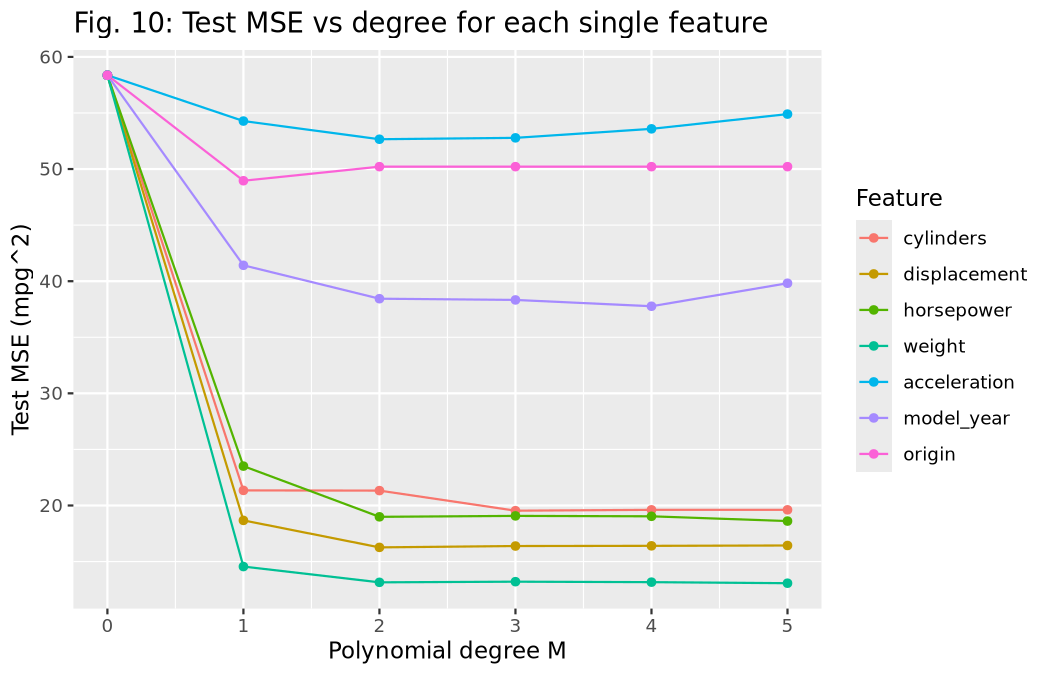 Fig. 10: Test MSE vs degree for each single feature
Test MSE (mpg^2)
60
50
40
30
20
0 1 2 3 4 5
Polynomial degree M
Feature
cylinders
displacement
horsepower
weight
acceleration
model_year
origin